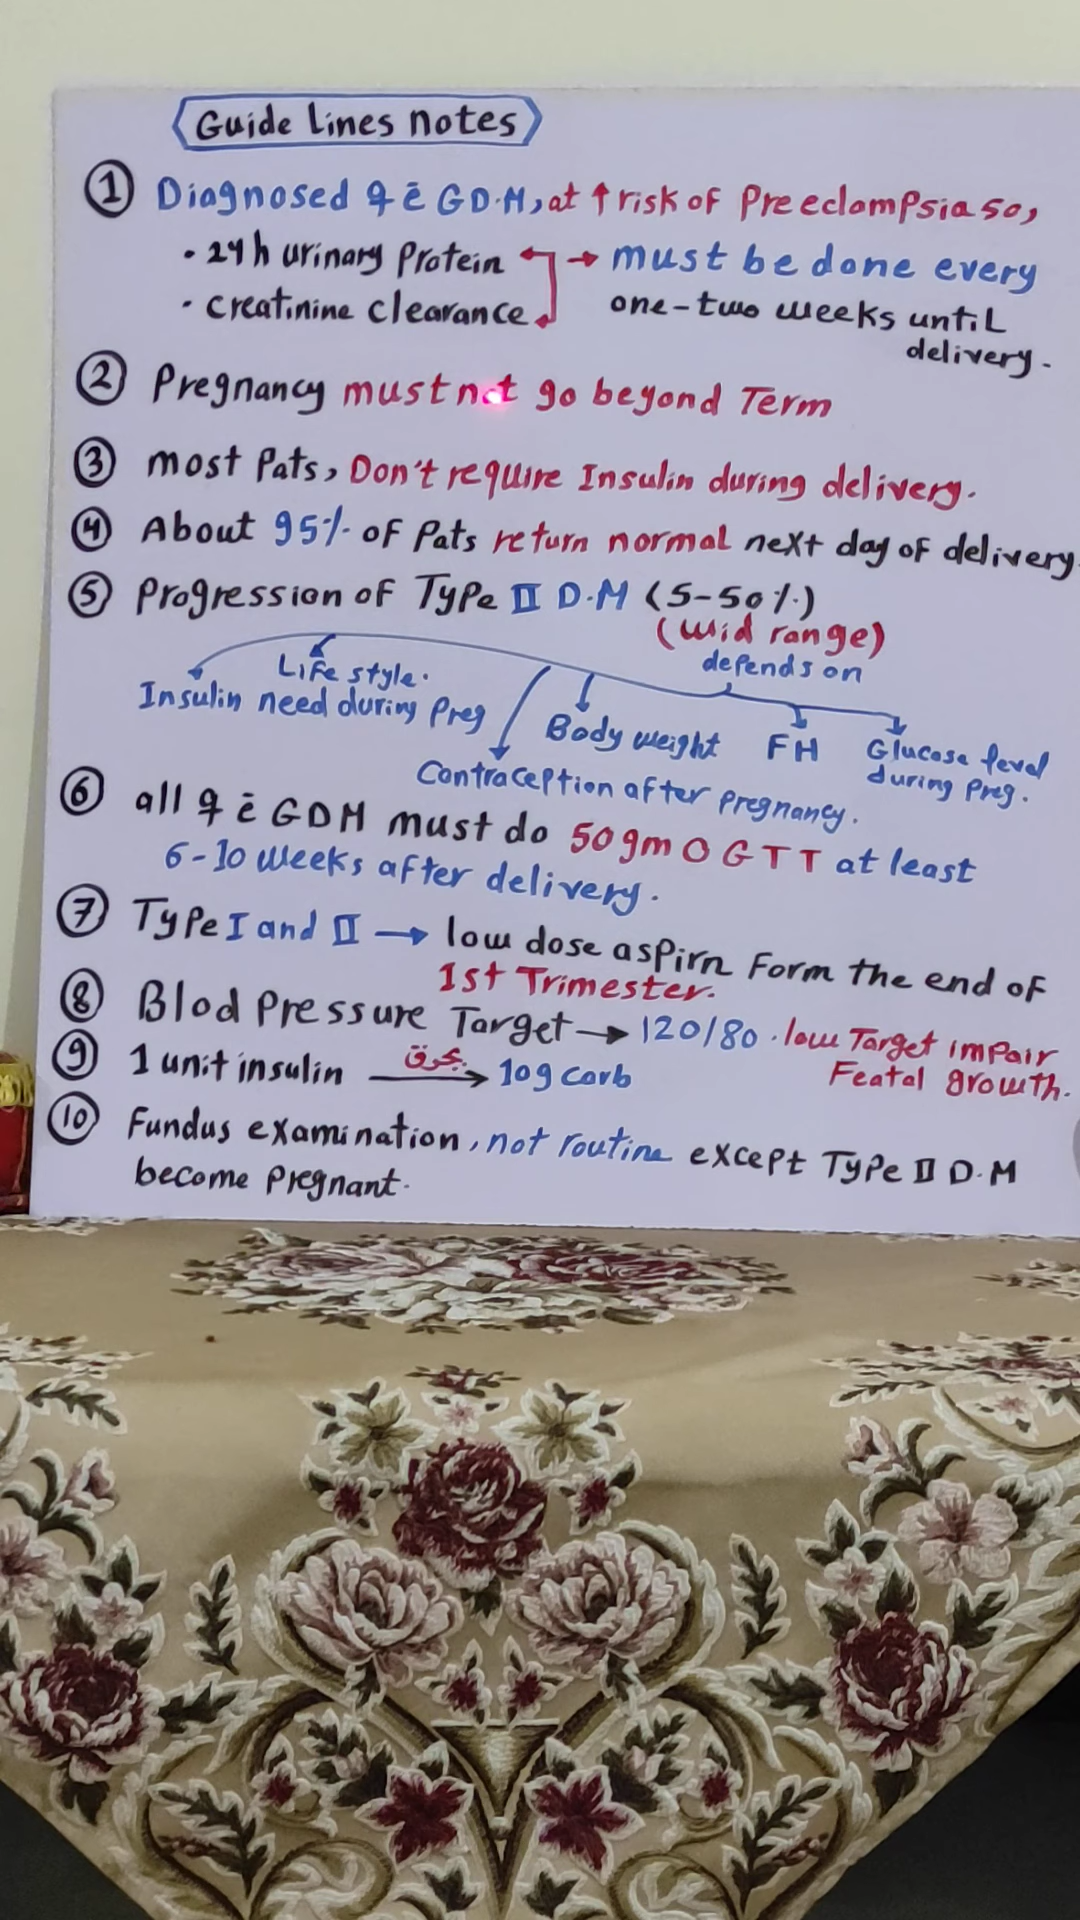 Guide Lines notes
① Diagnosed ♀ c̄ GD.M, at ↑ risk of Preeclampsia so,
• 24h urinary Protein → must be done every
• creatinine clearance one-two weeks until
delivery.
② Pregnancy must not go beyond Term
③ most Pats, Don't require Insulin during delivery.
④ About 95% of Pats return normal next day of delivery.
⑤ Progression of Type II D.M (5-50%)
(wid range)
depends on
Life style.
Insulin need during Preg
Body weight FH Glucose level
during Preg.
Contraception after pregnancy.
⑥ all ♀ c̄ GDM must do 50gm OGTT at least
6-10 weeks after delivery.
⑦ Type I and II → low dose aspirn Form the end of
1st Trimester.
⑧ Blod Pressure Target → 120/80 . low Target impair
Featal growth.
⑨ 1 unit insulin يحرق → 10g carb
⑩ Fundus examination, not routine except Type II D.M
become Pregnant.